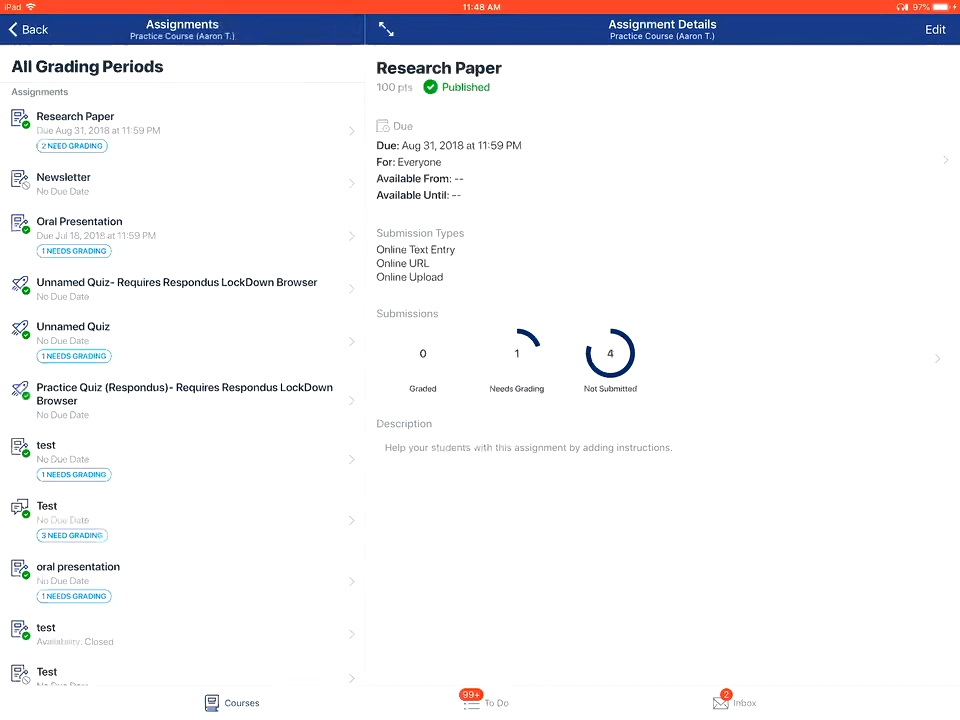 iPad
11:48 AM
97%
Back
Assignments
Practice Course (Aaron T.)
Assignment Details
Practice Course (Aaron T.)
Edit
All Grading Periods
Assignments
Research Paper
Due Aug 31, 2018 at 11:59 PM
2 NEED GRADING
Newsletter
No Due Date
Oral Presentation
Due Jul 18, 2018 at 11:59 PM
1 NEEDS GRADING
Unnamed Quiz- Requires Respondus LockDown Browser
No Due Date
Unnamed Quiz
No Due Date
1 NEEDS GRADING
Practice Quiz (Respondus)- Requires Respondus LockDown
Browser
No Due Date
test
No Due Date
1 NEEDS GRADING
Test
No Due Date
3 NEED GRADING
oral presentation
No Due Date
1 NEEDS GRADING
test
Availability: Closed
Test
No Due Date
Research Paper
100 pts Published
Due
Due: Aug 31, 2018 at 11:59 PM
For: Everyone
Available From: --
Available Until: --
Submission Types
Online Text Entry
Online URL
Online Upload
Submissions
0 1 4
Graded Needs Grading Not Submitted
Description
Help your students with this assignment by adding instructions.
Courses
99+
To Do
2
Inbox